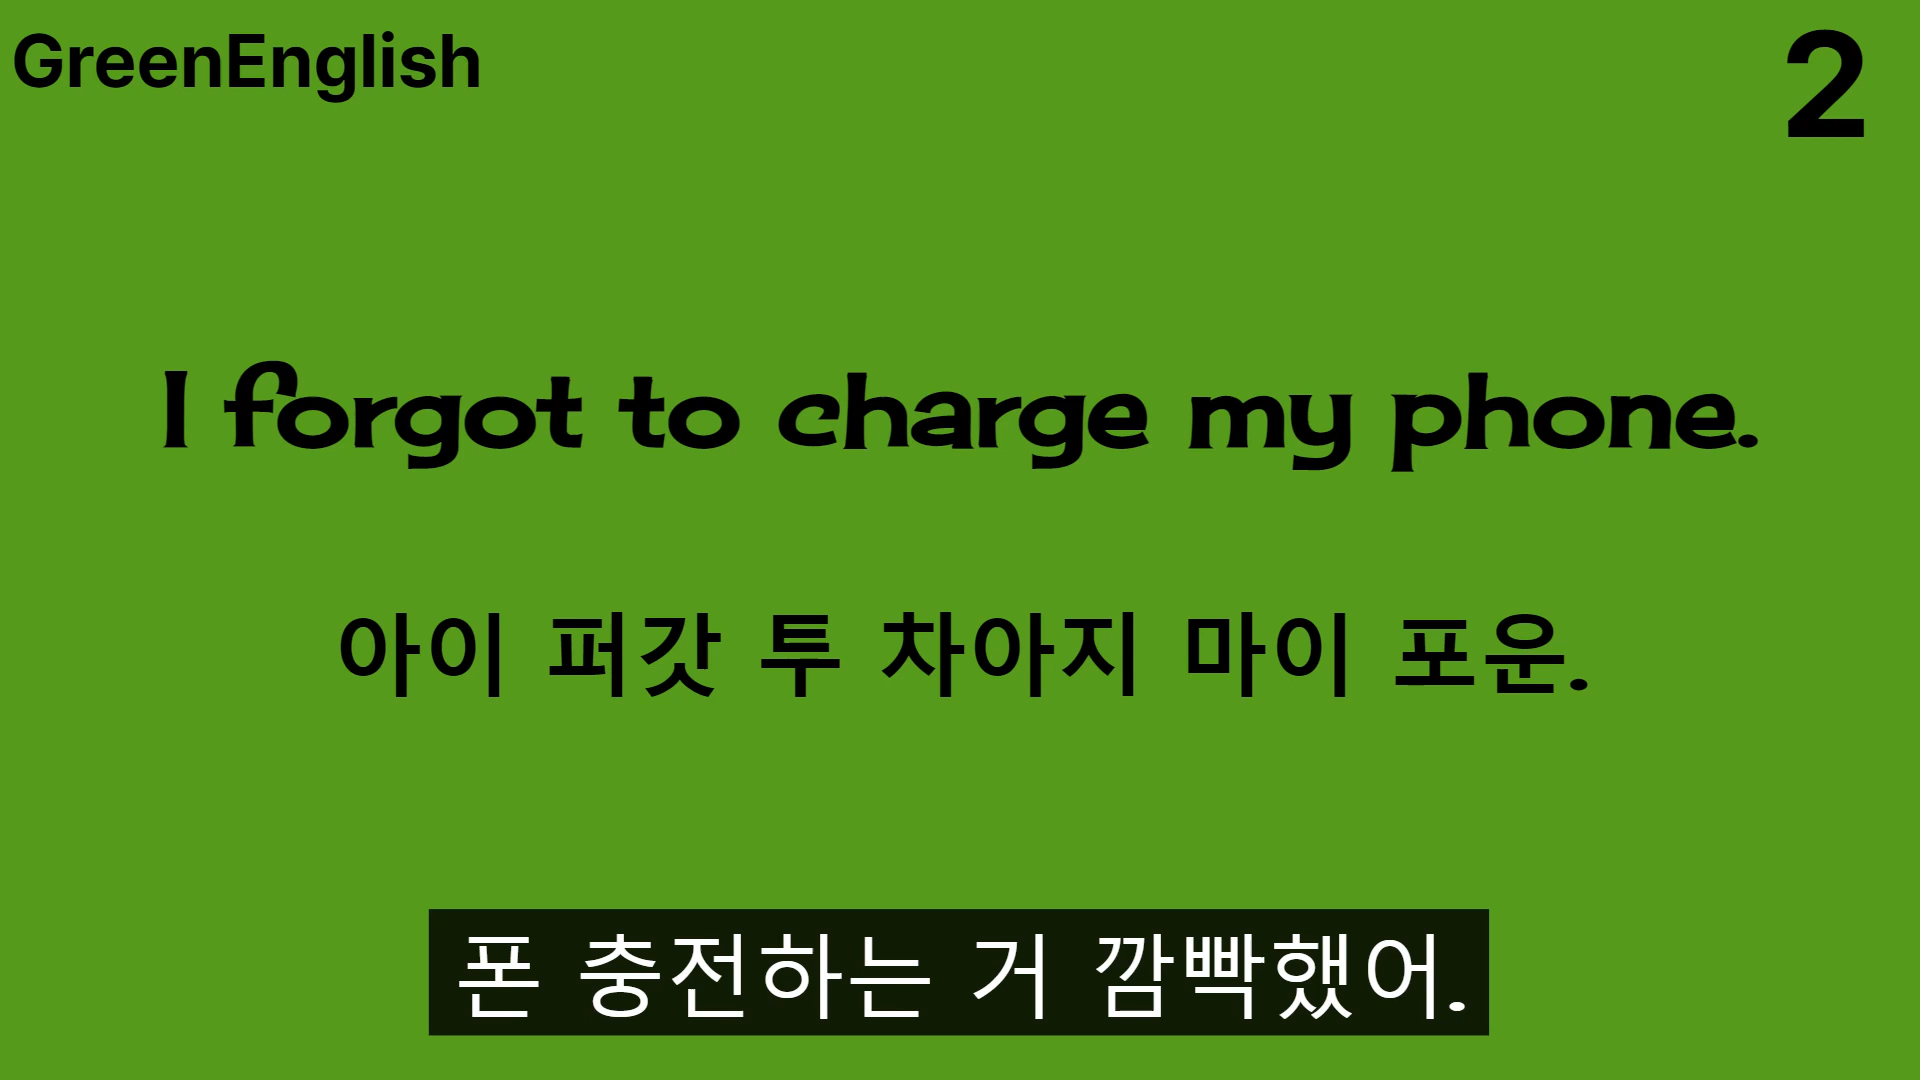 GreenEnglish
2
I forgot to charge my phone.
아이 퍼갓 투 차아지 마이 포운.
폰 충전하는 거 깜빡했어.